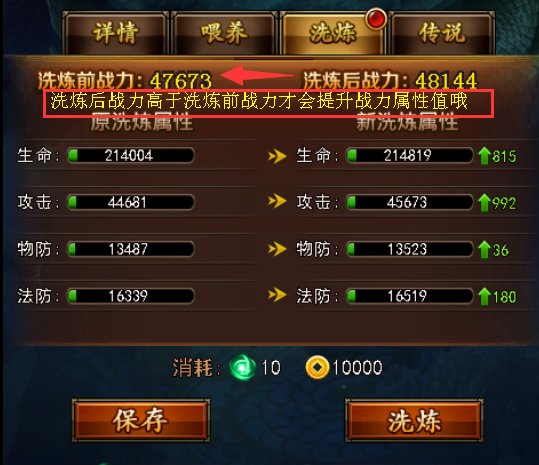 详情 喂养 洗炼 传说
洗炼前战力: 47673 洗炼后战力: 48144
洗炼后战力高于洗炼前战力才会提升战力属性值哦
原洗炼属性 新洗炼属性
生命: 214004 生命: 214819 815
攻击: 44681 攻击: 45673 992
物防: 13487 物防: 13523 36
法防: 16339 法防: 16519 180
消耗: 10 10000
保存 洗炼